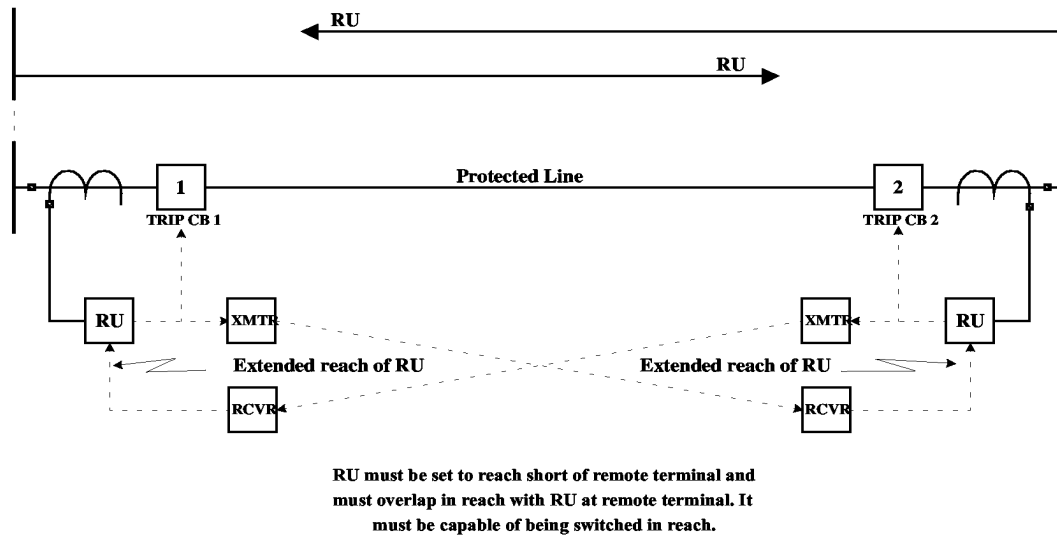 RU
RU
Protected Line
1
2
TRIP CB 1
TRIP CB 2
RU
XMTR
XMTR
RU
Extended reach of RU
Extended reach of RU
RCVR
RCVR
RU must be set to reach short of remote terminal and
must overlap in reach with RU at remote terminal. It
must be capable of being switched in reach.